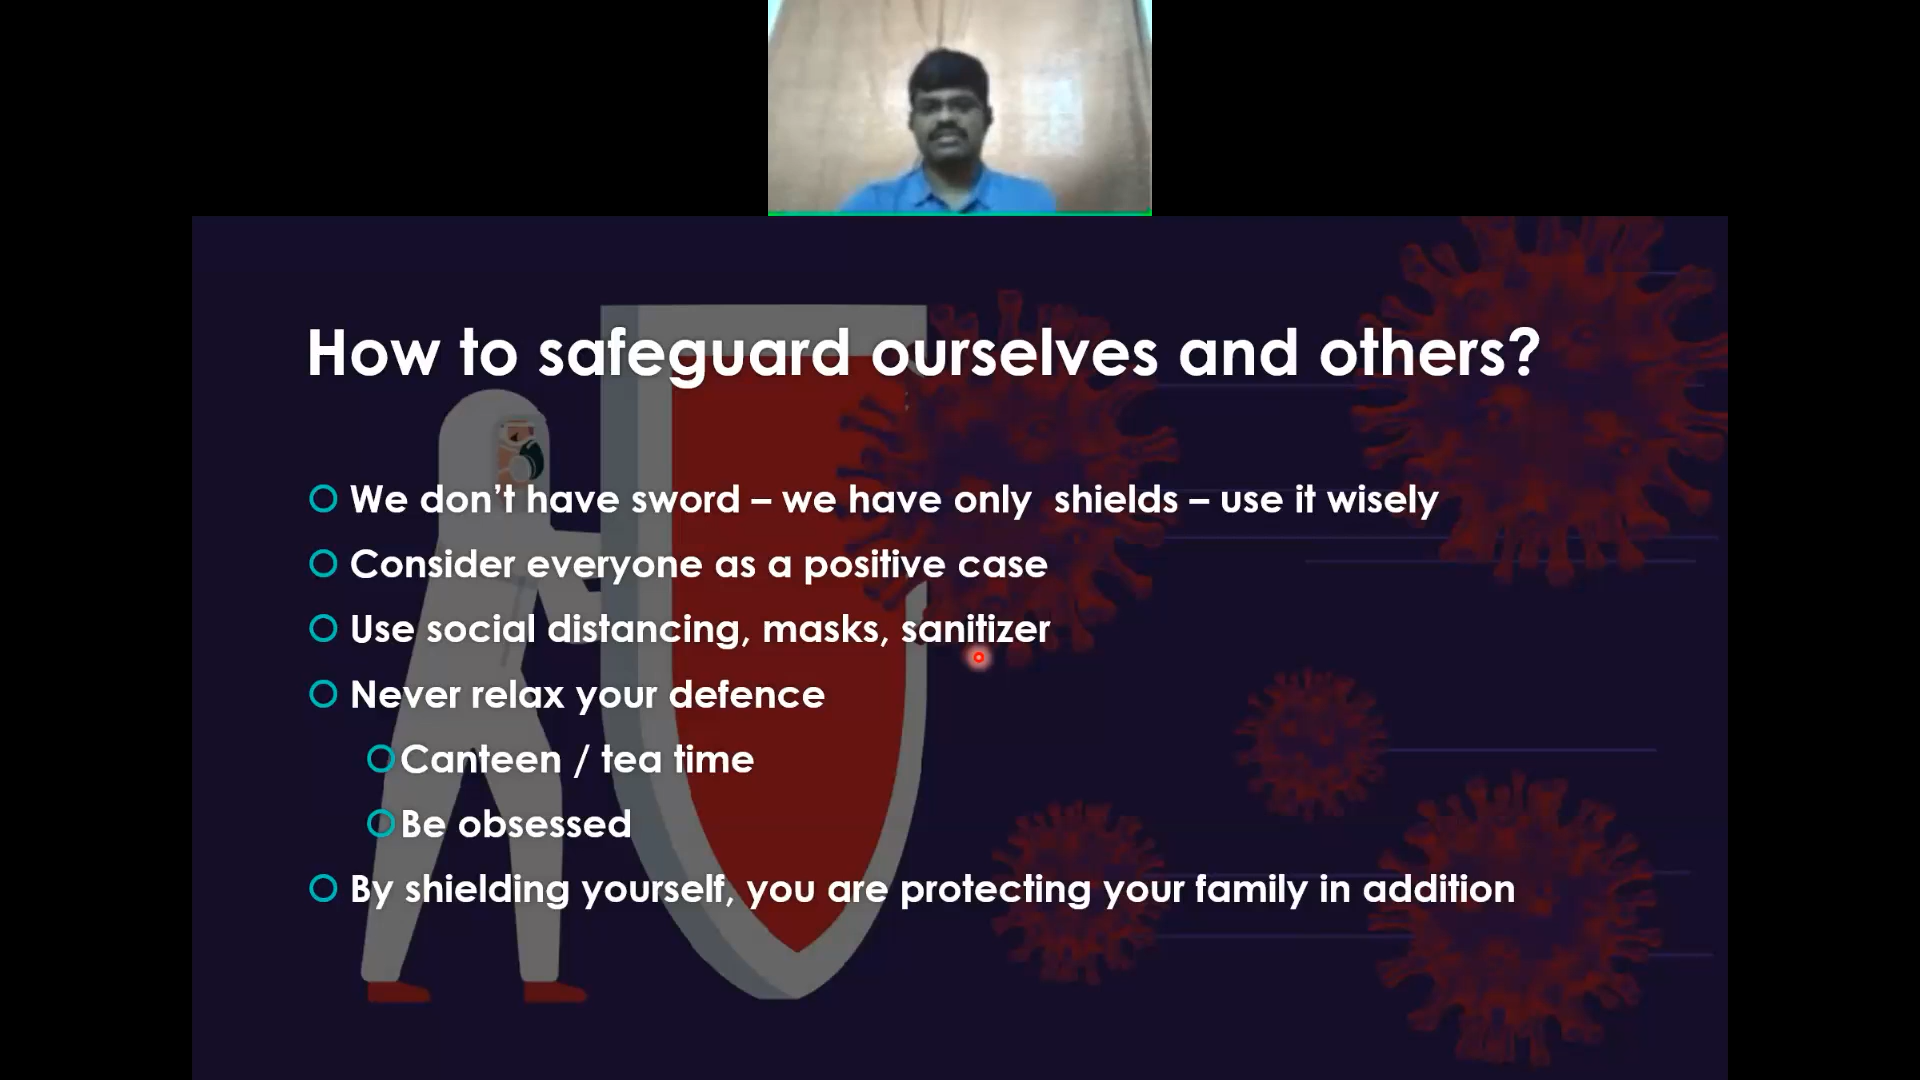 How to safeguard ourselves and others?
We don’t have sword – we have only  shields – use it wisely
Consider everyone as a positive case
Use social distancing, masks, sanitizer
Never relax your defence
Canteen / tea time
Be obsessed
By shielding yourself, you are protecting your family in addition